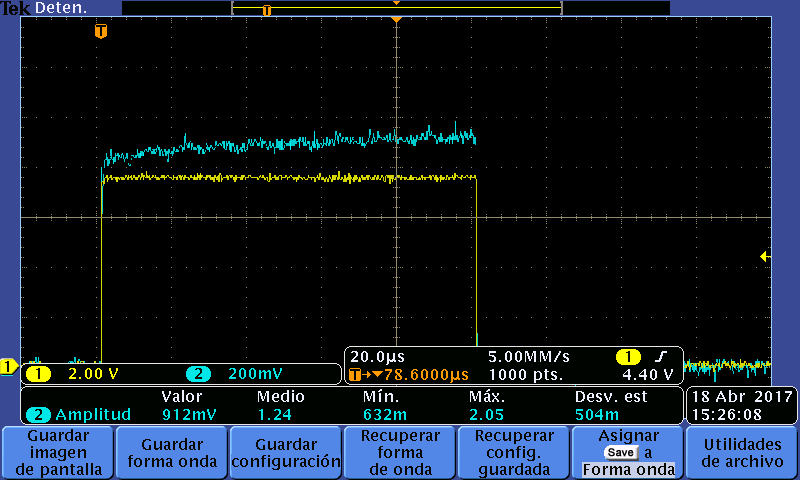 Tek Deten.
T
T
1
1 2.00 V 2 200mV
20.0µs 5.00MM/s 1
T→▼78.6000µs 1000 pts. 4.40 V
Valor Medio Mín. Máx. Desv. est
2 Amplitud 912mV 1.24 632m 2.05 504m
18 Abr 2017
15:26:08
Guardar
imagen
de pantalla
Guardar
forma onda
Guardar
configuración
Recuperar
forma
de onda
Recuperar
config.
guardada
Asignar
Save a
Forma onda
Utilidades
de archivo